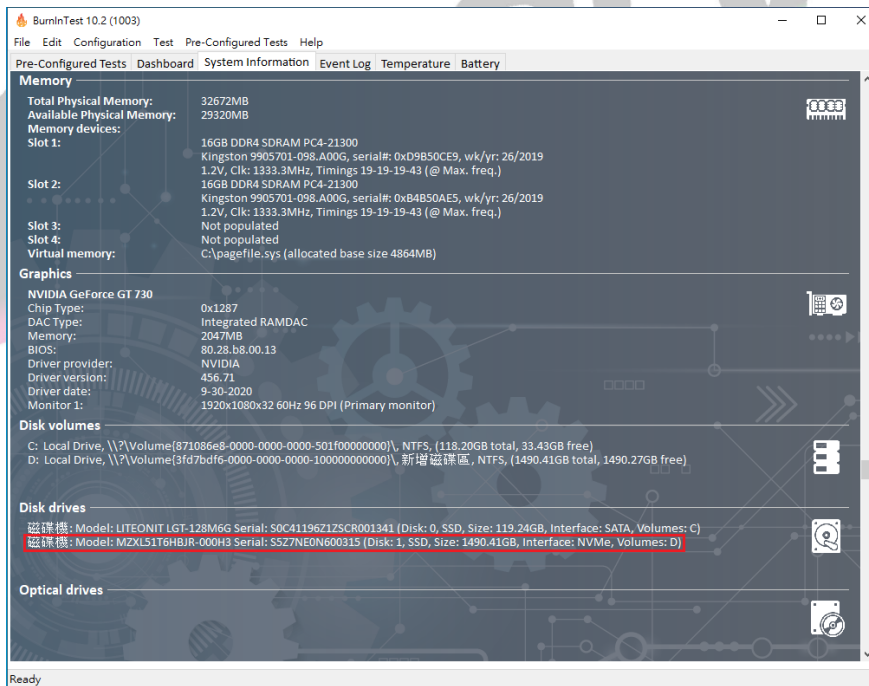 BurnInTest 10.2 (1003)
File Edit Configuration Test Pre-Configured Tests Help
Pre-Configured Tests Dashboard System Information Event Log Temperature Battery
Memory
Total Physical Memory: 32672MB
Available Physical Memory: 29320MB
Memory devices:
Slot 1: 16GB DDR4 SDRAM PC4-21300
Kingston 9905701-098.A00G, serial#: 0xD9B50CE9, wk/yr: 26/2019
1.2V, Clk: 1333.3MHz, Timings 19-19-19-43 (@ Max. freq.)
Slot 2: 16GB DDR4 SDRAM PC4-21300
Kingston 9905701-098.A00G, serial#: 0xB4B50AE5, wk/yr: 26/2019
1.2V, Clk: 1333.3MHz, Timings 19-19-19-43 (@ Max. freq.)
Slot 3: Not populated
Slot 4: Not populated
Virtual memory: C:\pagefile.sys (allocated base size 4864MB)
Graphics
NVIDIA GeForce GT 730
Chip Type: 0x1287
DAC Type: Integrated RAMDAC
Memory: 2047MB
BIOS: 80.28.b8.00.13
Driver provider: NVIDIA
Driver version: 456.71
Driver date: 9-30-2020
Monitor 1: 1920x1080x32 60Hz 96 DPI (Primary monitor)
Disk volumes
C: Local Drive, \\?\Volume{871086e8-0000-0000-0000-501f00000000}\, NTFS, (118.20GB total, 33.43GB free)
D: Local Drive, \\?\Volume{3fd7bdf6-0000-0000-0000-100000000000}\, 新增磁碟區, NTFS, (1490.41GB total, 1490.27GB free)
Disk drives
磁碟機: Model: LITEONIT LGT-128M6G Serial: S0C41196Z1ZSCR001341 (Disk: 0, SSD, Size: 119.24GB, Interface: SATA, Volumes: C)
磁碟機: Model: MZXL51T6HBJR-000H3 Serial: S5Z7NE0N600315 (Disk: 1, SSD, Size: 1490.41GB, Interface: NVMe, Volumes: D)
Optical drives
Ready